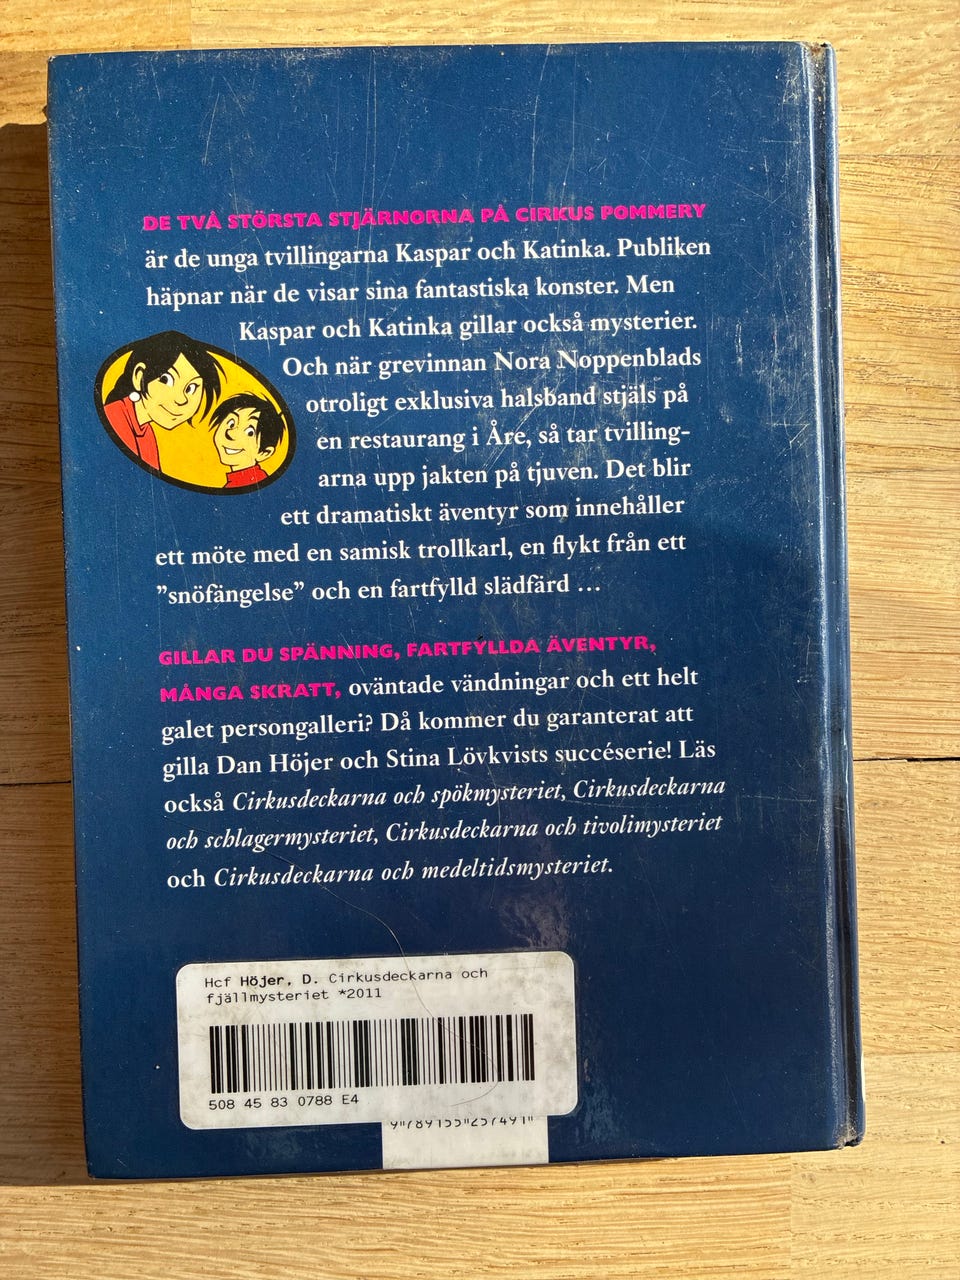 DE TVÅ STÖRSTA STJÄRNORNA PÅ CIRKUS POMMERY
är de unga tvillingarna Kaspar och Katinka. Publiken
häpnar när de visar sina fantastiska konster. Men
Kaspar och Katinka gillar också mysterier.
Och när grevinnan Nora Noppenblads
otroligt exklusiva halsband stjäls på
en restaurang i Åre, så tar tvilling-
arna upp jakten på tjuven. Det blir
ett dramatiskt äventyr som innehåller
ett möte med en samisk trollkarl, en flykt från ett
”snöfängelse” och en fartfylld slädfärd …
GILLAR DU SPÄNNING, FARTFYLLDA ÄVENTYR,
MÅNGA SKRATT, oväntade vändningar och ett helt
galet persongalleri? Då kommer du garanterat att
gilla Dan Höjer och Stina Lövkvists succéserie! Läs
också Cirkusdeckarna och spökmysteriet, Cirkusdeckarna
och schlagermysteriet, Cirkusdeckarna och tivolimysteriet
och Cirkusdeckarna och medeltidsmysteriet.
Hcf Höjer, D. Cirkusdeckarna och
fjällmysteriet *2011
508 45 83 0788 E4
9"789155"257491"